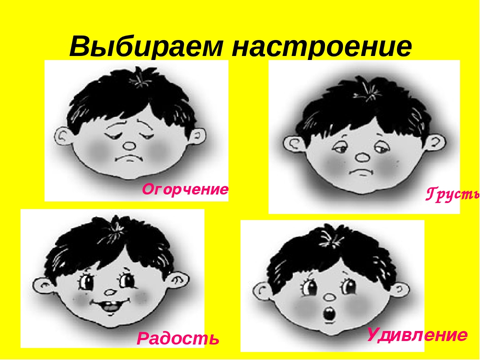 Выбираем настроение
Огорчение
Грусть
Радость
Удивление